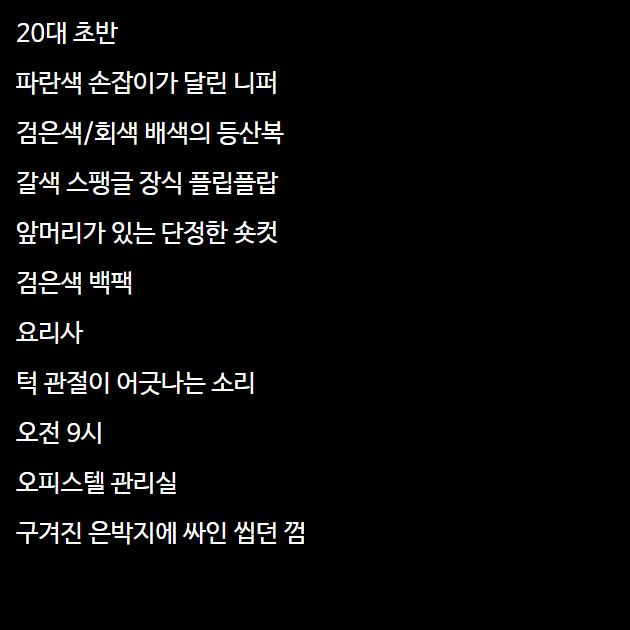 20대 초반
파란색 손잡이가 달린 니퍼
검은색/회색 배색의 등산복
갈색 스팽글 장식 플립플랍
앞머리가 있는 단정한 숏컷
검은색 백팩
요리사
턱 관절이 어긋나는 소리
오전 9시
오피스텔 관리실
구겨진 은박지에 싸인 씹던 껌